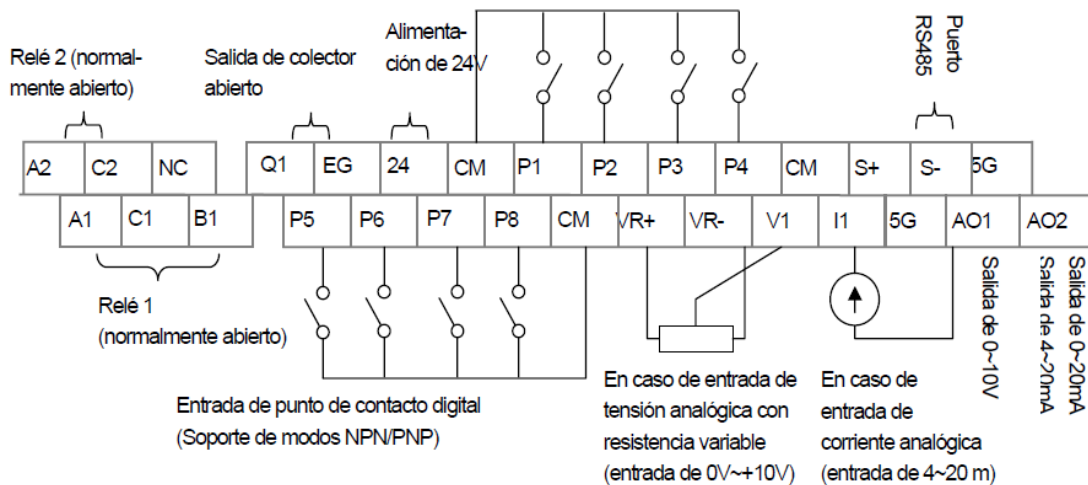 Relé 2 (normal-
mente abierto)
Salida de colector
abierto
Alimenta-
ción de 24V
Puerto
RS485
A2 C2 NC Q1 EG 24 CM P1 P2 P3 P4 CM S+ S- 5G
A1 C1 B1 P5 P6 P7 P8 CM VR+ VR- V1 I1 5G AO1 AO2
Relé 1
(normalmente abierto)
Entrada de punto de contacto digital
(Soporte de modos NPN/PNP)
En caso de entrada de
tensión analógica con
resistencia variable
(entrada de 0V~+10V)
En caso de
entrada de
corriente analógica
(entrada de 4~20 m)
Salida de 0~10V
Salida de 4~20mA
Salida de 0~20mA